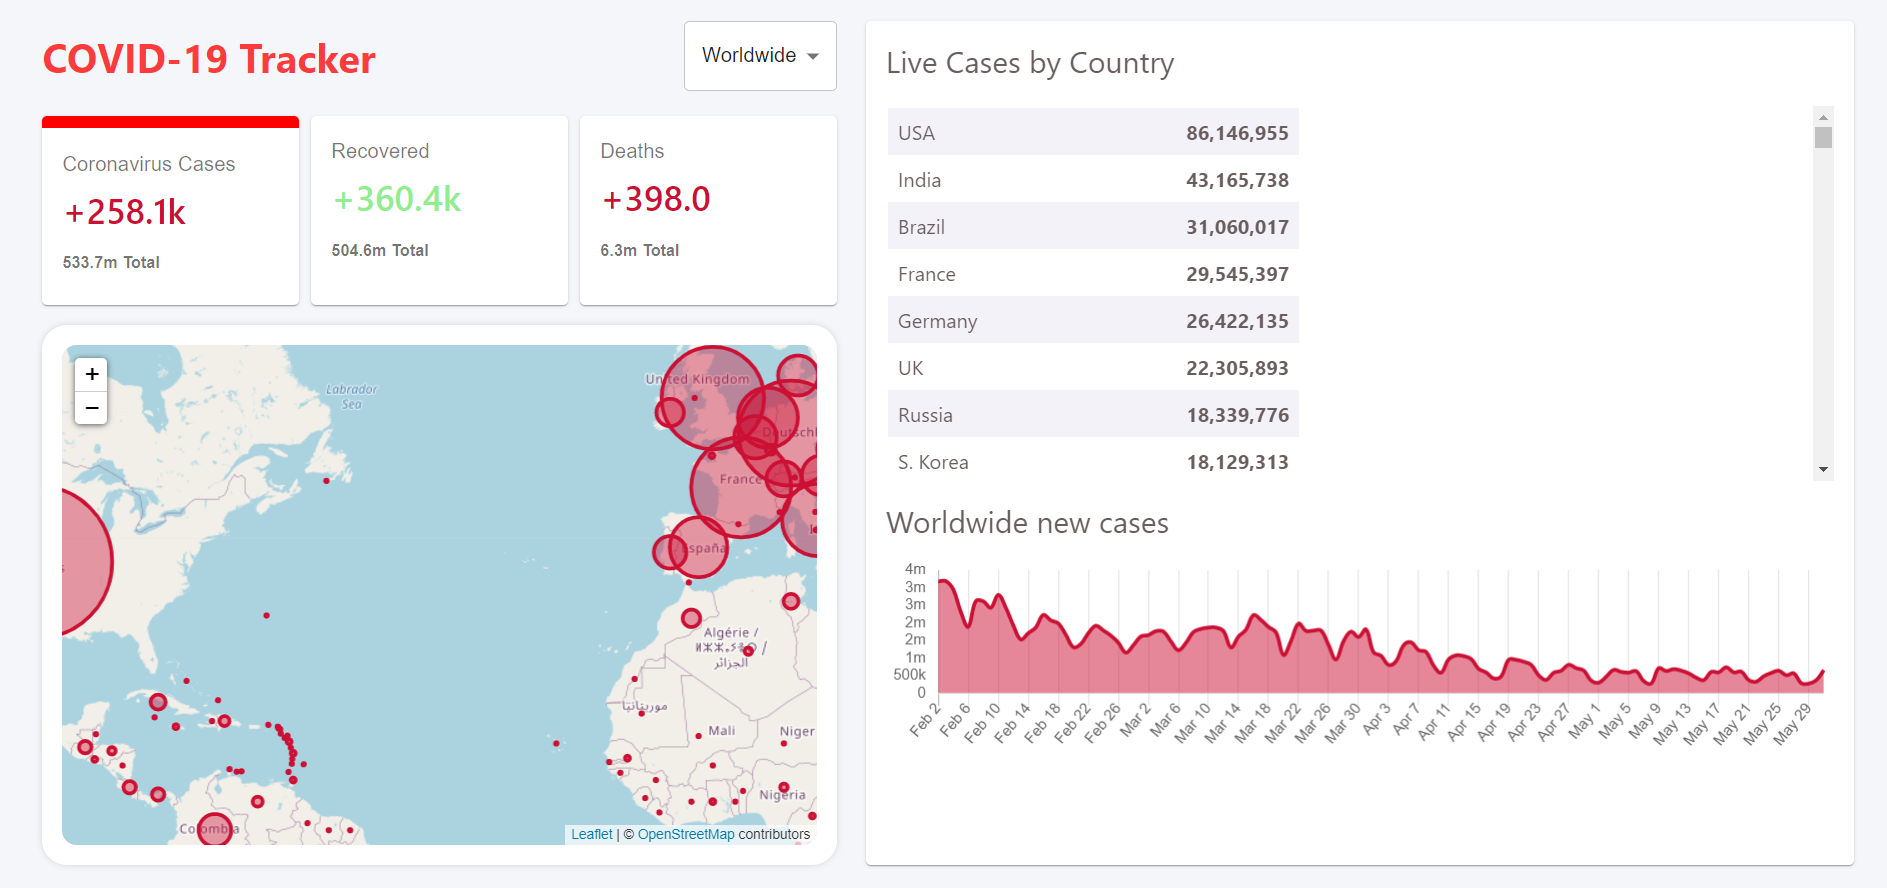 COVID-19 Tracker
Worldwide
Coronavirus Cases
+258.1k
533.7m Total
Recovered
+360.4k
504.6m Total
Deaths
+398.0
6.3m Total
+
−
Labrador
Sea
United Kingdom
Deutschl
France
España
Algérie /
ⵍⵣⵣⴰⵢⴻⵔ /
الجزائر
موريتانيا
Mali
Niger
Nigeria
Colombia
Leaflet | © OpenStreetMap contributors
Live Cases by Country
USA 86,146,955
India 43,165,738
Brazil 31,060,017
France 29,545,397
Germany 26,422,135
UK 22,305,893
Russia 18,339,776
S. Korea 18,129,313
Worldwide new cases
4m
3m
3m
2m
2m
1m
500k
0
Feb 2
Feb 6
Feb 10
Feb 14
Feb 18
Feb 22
Feb 26
Mar 2
Mar 6
Mar 10
Mar 14
Mar 18
Mar 22
Mar 26
Mar 30
Apr 3
Apr 7
Apr 11
Apr 15
Apr 19
Apr 23
Apr 27
May 1
May 5
May 9
May 13
May 17
May 21
May 25
May 29